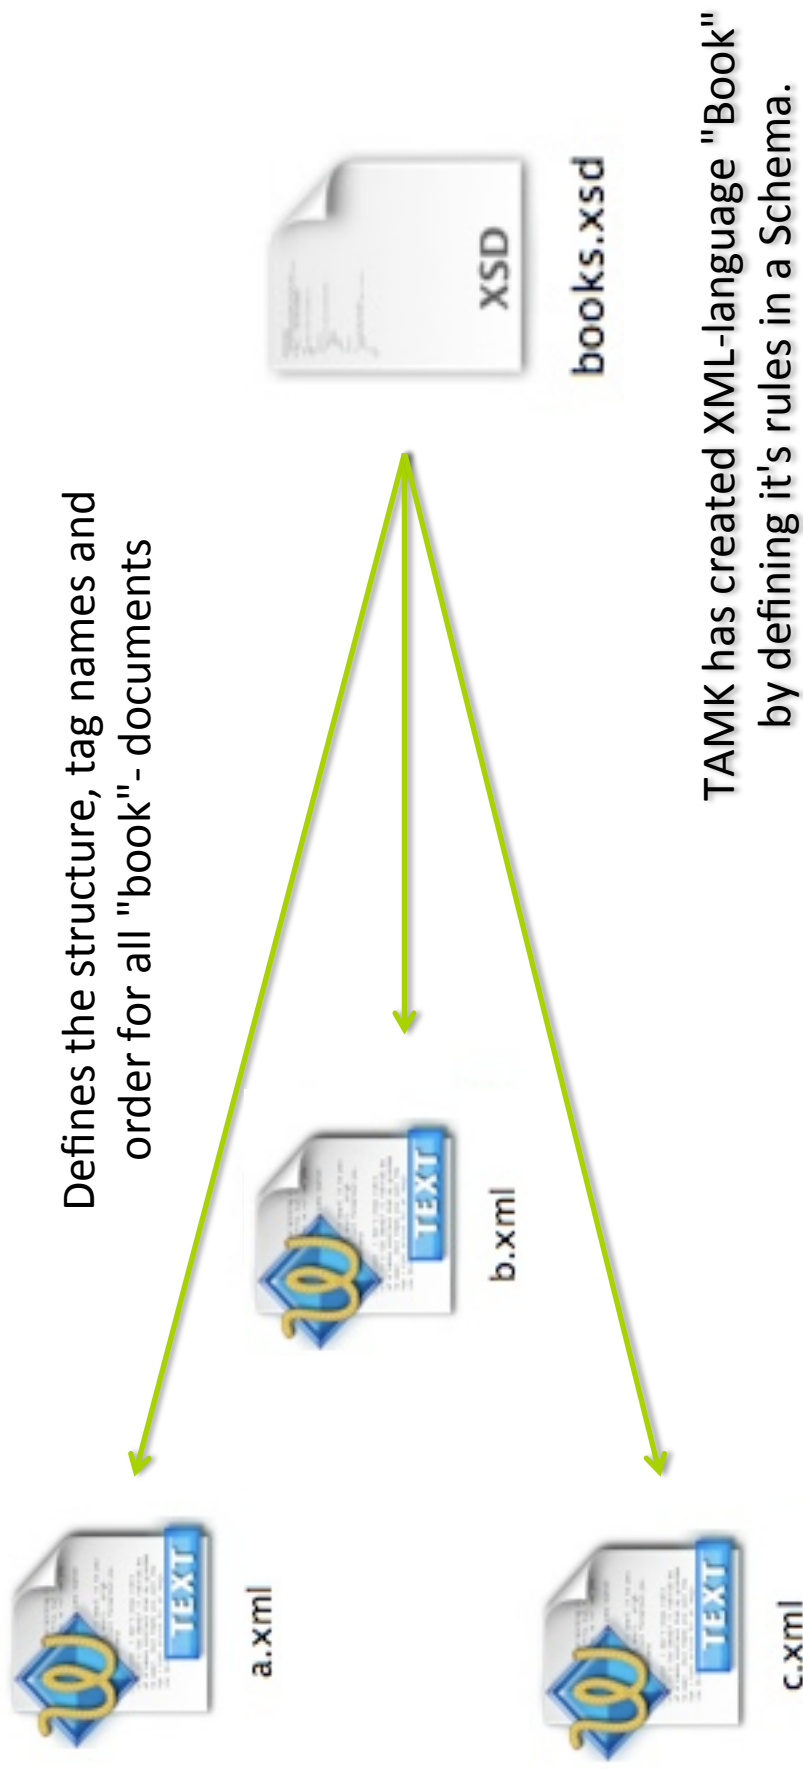 Defines the structure, tag names and
order for all "book"- documents
a.xml
TEXT
b.xml
TEXT
c.xml
TEXT
XSD
books.xsd
TAMK has created XML-language "Book"
by defining it's rules in a Schema.